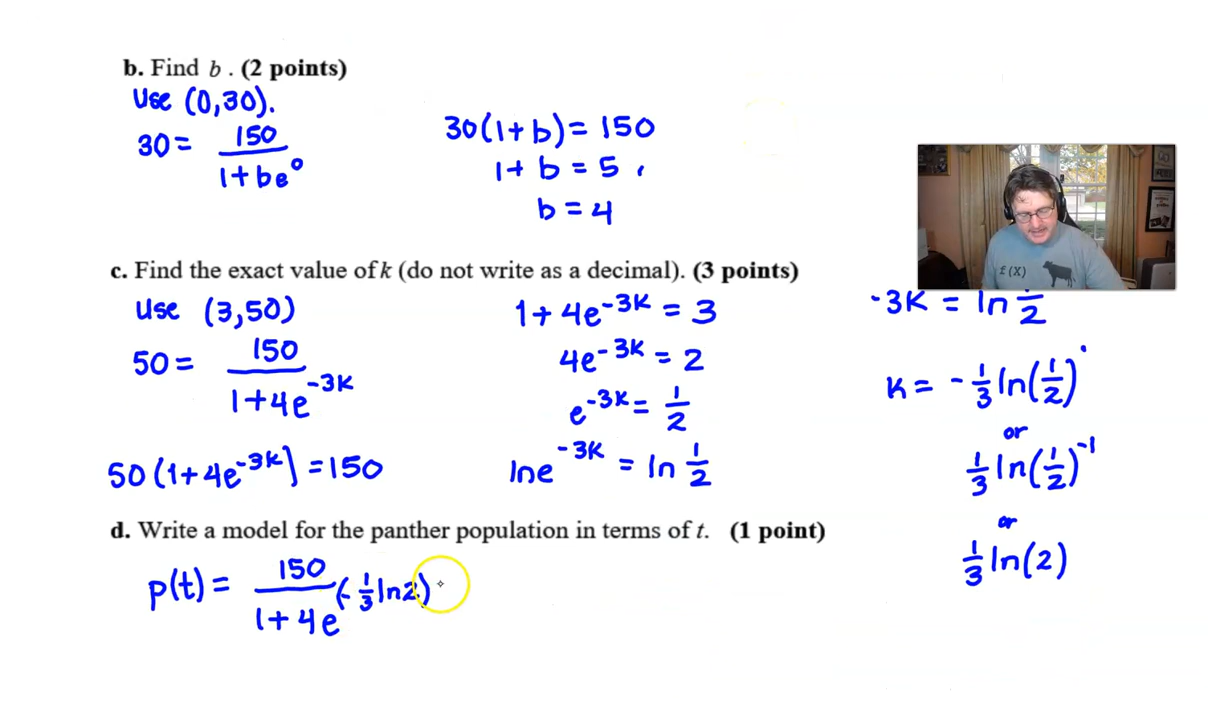 b. Find b . (2 points)
Use (0,30).
30 = 150 / 1 + be^0
30(1+b) = 150
1 + b = 5
b = 4
f(X)
c. Find the exact value of k (do not write as a decimal). (3 points)
Use (3,50)
50 = 150 / 1+4e^-3K
50(1+4e^-3K) = 150
1 + 4e^-3K = 3
4e^-3K = 2
e^-3K = 1/2
lne^-3K = ln 1/2
-3K = ln 1/2
K = - 1/3 ln(1/2)
or
1/3 ln(1/2)^-1
or
1/3 ln(2)
d. Write a model for the panther population in terms of t. (1 point)
P(t) = 150 / 1 + 4e^(-1/3 ln2)